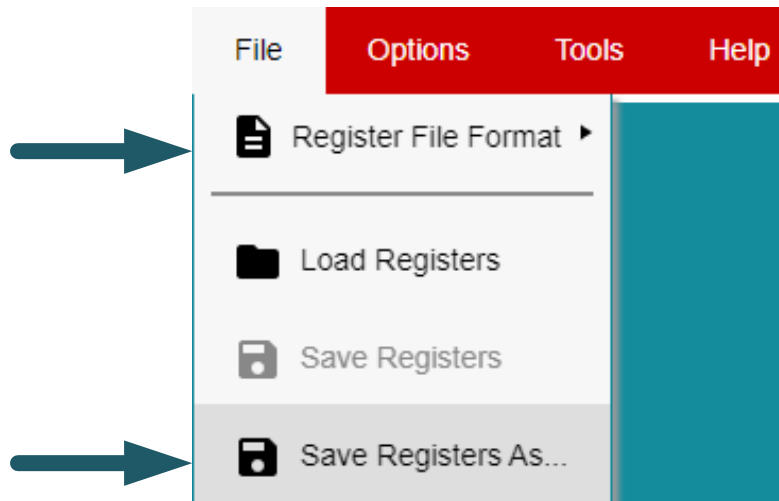 File Options Tools Help
Register File Format
Load Registers
Save Registers
Save Registers As...